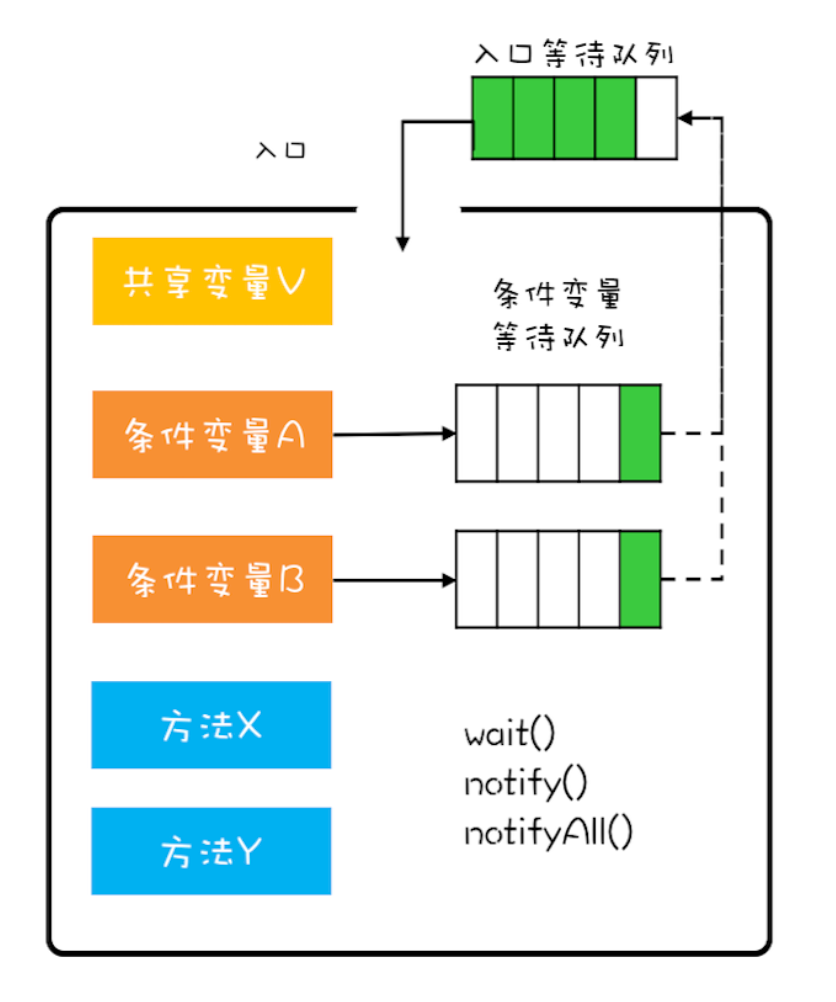 入口等待队列
入口
共享变量V
条件变量
等待队列
条件变量A
条件变量B
方法X
wait()
notify()
notifyAll()
方法Y